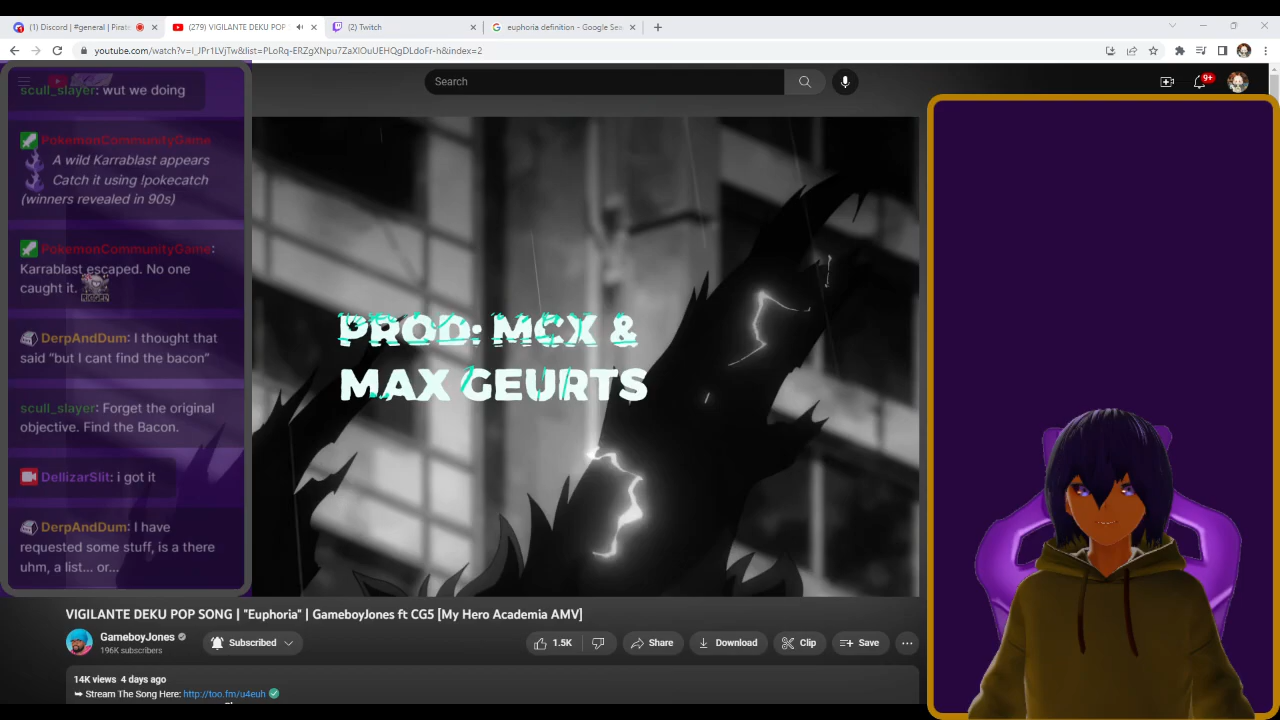 (1) Discord | #general | Pirat
(279) VIGILANTE DEKU POP
(2) Twitch
euphoria definition - Google Sea
youtube.com/watch?v=I_JPr1LVjTw&list=PLoRq-ERZgXNpu7ZaXIOuUEHQgDLdoFr-h&index=2
Search
9+
scull_slayer: wut we doing
PokemonCommunityGame
A wild Karrablast appears
Catch it using !pokecatch
(winners revealed in 90s)
PokemonCommunityGame:
Karrablast escaped. No one
caught it.
DerpAndDum: I thought that
said “but I cant find the bacon”
scull_slayer: Forget the original
objective. Find the Bacon.
DellizarSlit: i got it
DerpAndDum: I have
requested some stuff, is a there
uhm, a list... or...
PROD: MCX &
MAX GEURTS
VIGILANTE DEKU POP SONG | "Euphoria" | GameboyJones ft CG5 [My Hero Academia AMV]
GameboyJones
196K subscribers
Subscribed
1.5K
Share
Download
Clip
Save
14K views 4 days ago
↪ Stream The Song Here: http://too.fm/u4euh